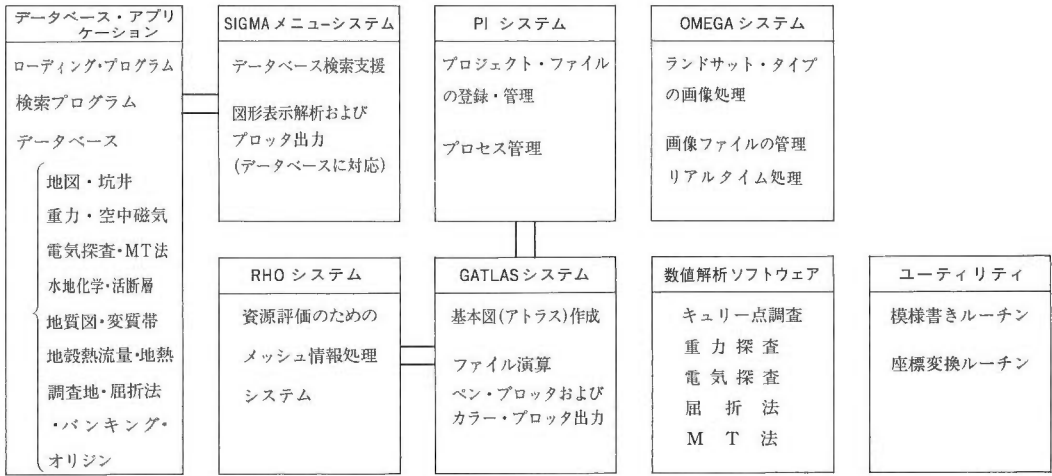 データベース・アプリ
ケーション
ローディング・プログラム
検索プログラム
データベース
地図・坑井
重力・空中磁気
電気探査・MT法
水地化学・活断層
地質図・変質帯
地殻熱流量・地熱
調査地・屈折法
・バンキング・
オリジン
SIGMAメニューシステム
データベース検索支援
図形表示解析および
プロッタ出力
(データベースに対応)
PI システム
プロジェクト・ファイル
の登録・管理
プロセス管理
OMEGA システム
ランドサット・タイプ
の画像処理
画像ファイルの管理
リアルタイム処理
RHO システム
資源評価のための
メッシュ情報処理
システム
GATLASシステム
基本図(アトラス)作成
ファイル演算
ペン・プロッタおよび
カラー・プロッタ出力
数値解析ソフトウェア
キュリー点調査
重力探査
電気探査
屈折法
MT法
ユーティリティ
模様書きルーチン
座標変換ルーチン